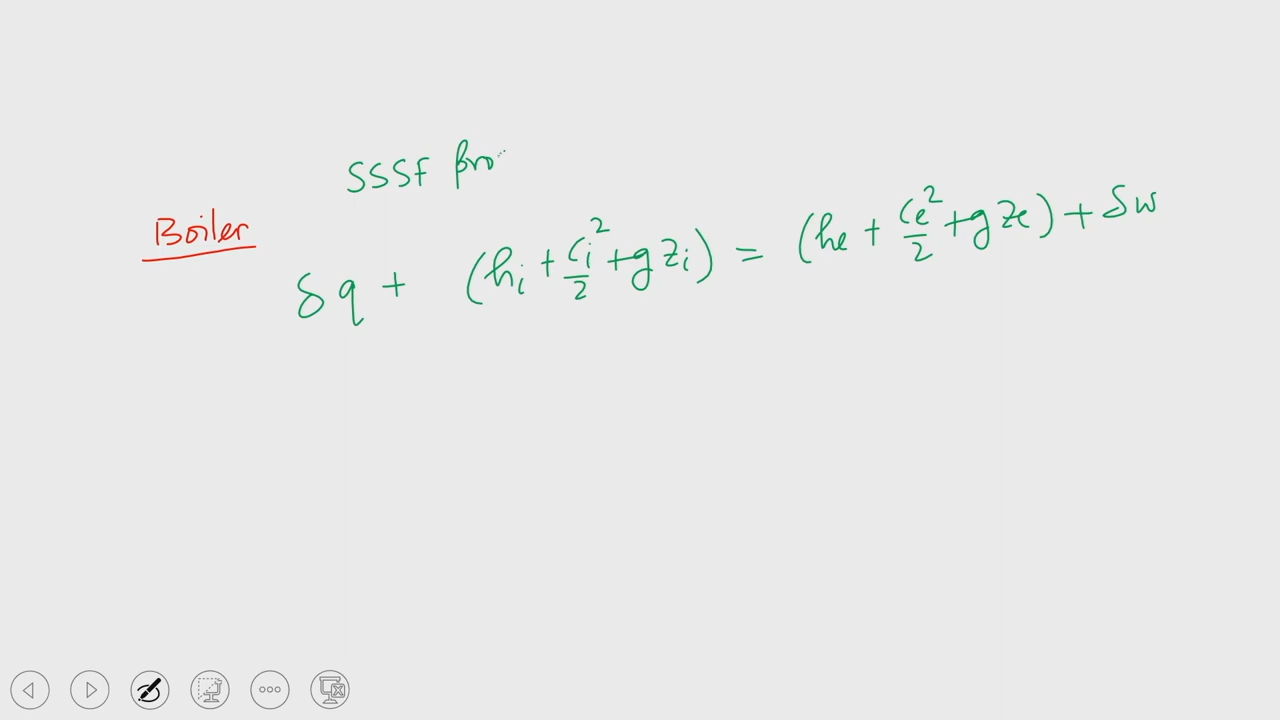 SSSF pro
Boiler
δq + (hi + Ci²/2 + gZi) = (he + Ce²/2 + gZe) + δw